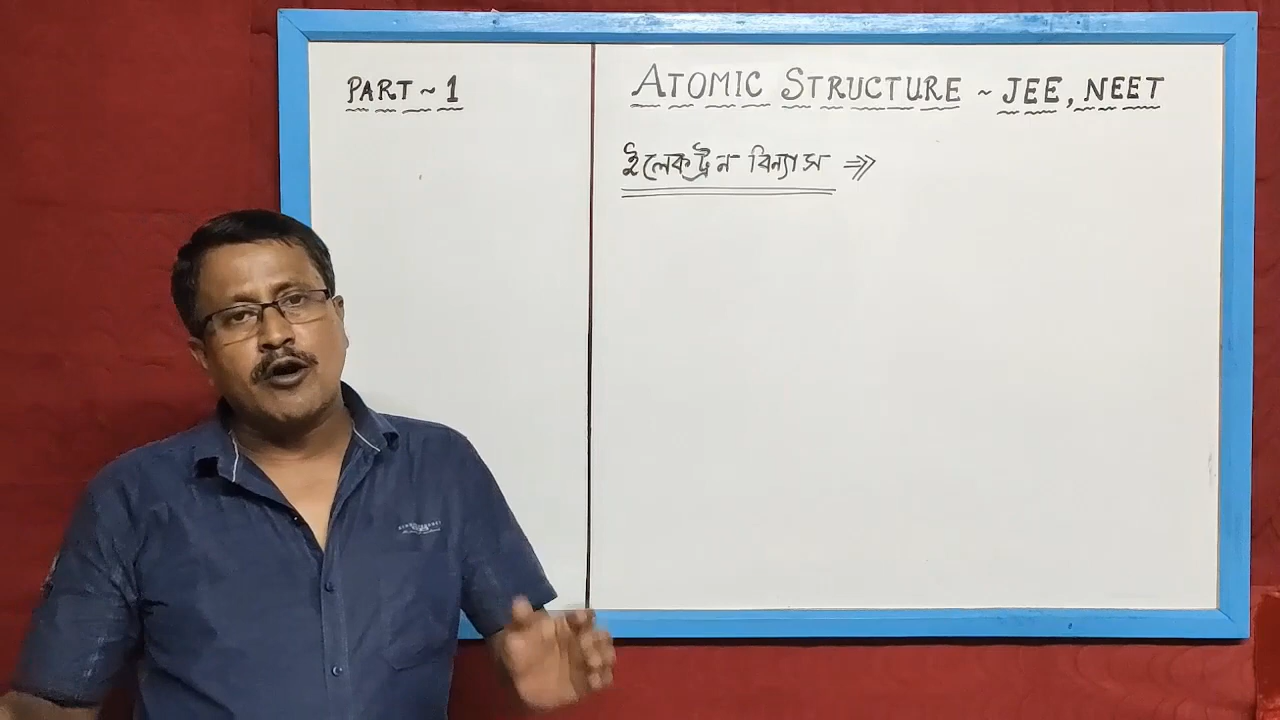 PART ~ 1
ATOMIC STRUCTURE ~ JEE, NEET
ইলেকট্রন বিন্যাস ⇒>